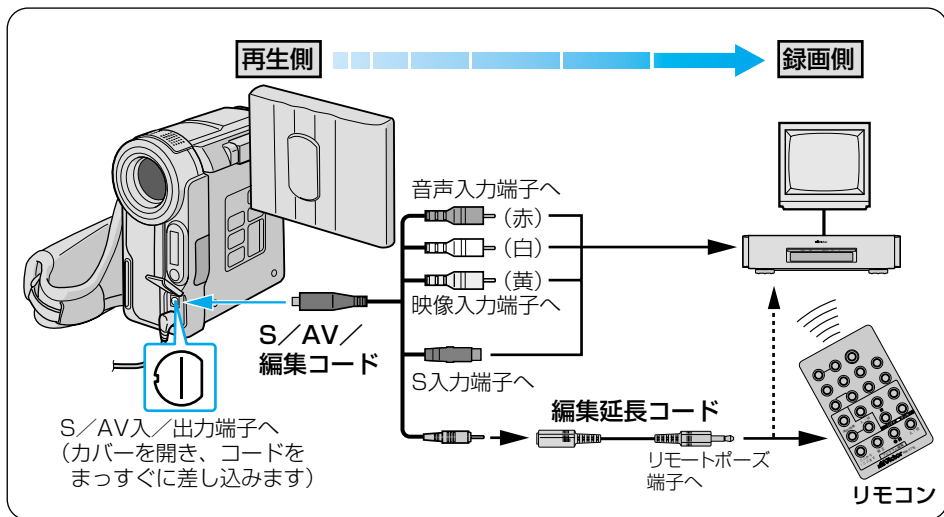 再生側
録画側
音声入力端子へ
(赤)
(白)
(黄)
映像入力端子へ
S/AV/
編集コード
S入力端子へ
S/AV入/出力端子へ
(カバーを開き、コードを
まっすぐに差し込みます)
編集延長コード
リモートポーズ
端子へ
リモコン